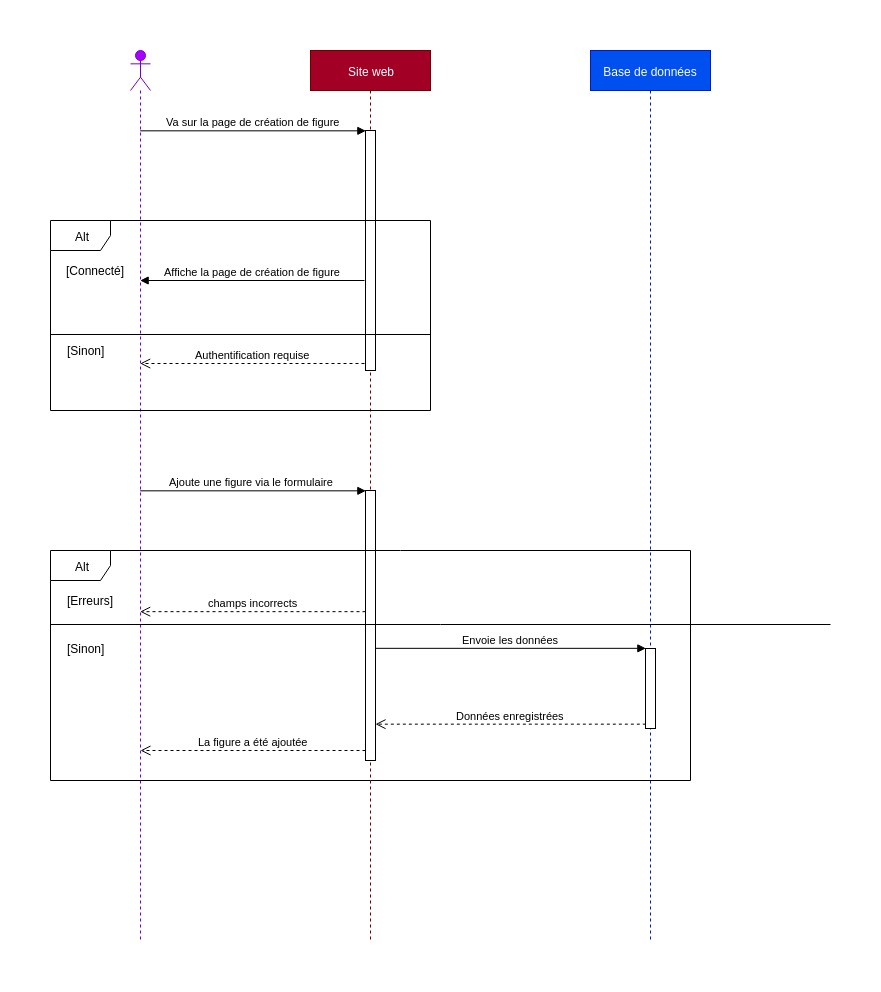 Site web
Base de données
Va sur la page de création de figure
Alt
[Connecté]
Affiche la page de création de figure
[Sinon]
Authentification requise
Ajoute une figure via le formulaire
Alt
[Erreurs]
champs incorrects
Envoie les données
[Sinon]
Données enregistrées
La figure a été ajoutée